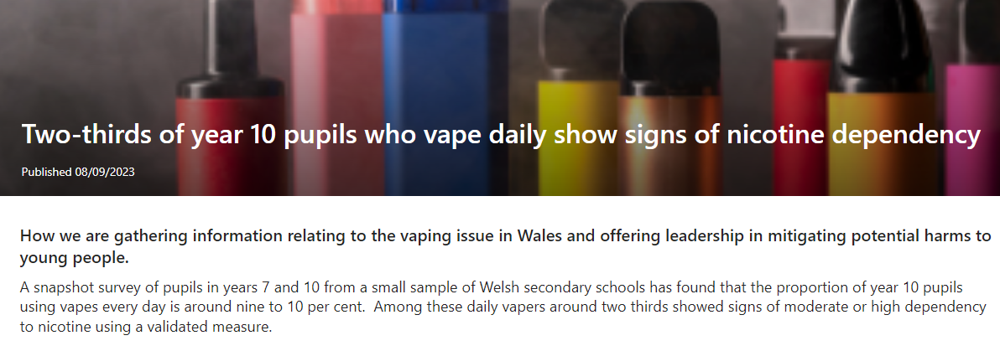 Two-thirds of year 10 pupils who vape daily show signs of nicotine dependency
Published 08/09/2023
How we are gathering information relating to the vaping issue in Wales and offering leadership in mitigating potential harms to
young people.
A snapshot survey of pupils in years 7 and 10 from a small sample of Welsh secondary schools has found that the proportion of year 10 pupils
using vapes every day is around nine to 10 per cent.  Among these daily vapers around two thirds showed signs of moderate or high dependency
to nicotine using a validated measure.